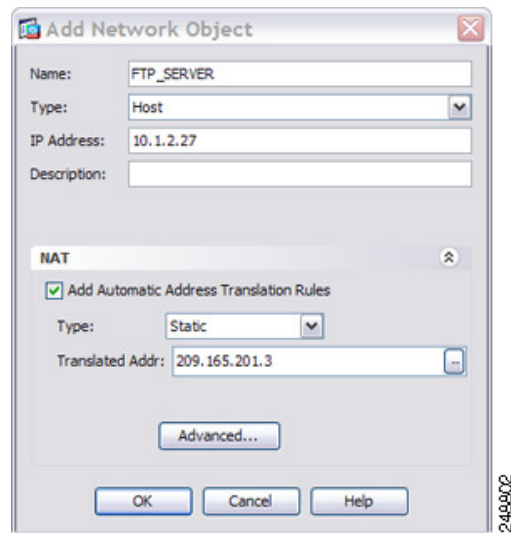 Add Network Object
Name: FTP_SERVER
Type: Host
IP Address: 10.1.2.27
Description:
NAT
Add Automatic Address Translation Rules
Type: Static
Translated Addr: 209.165.201.3
...
Advanced...
OK Cancel Help
248802